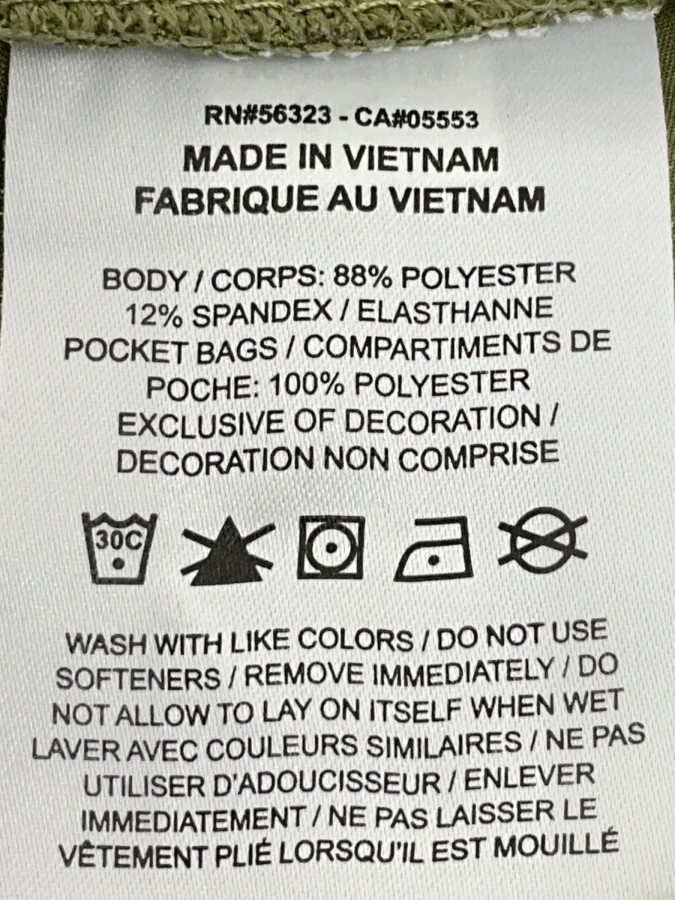 RN#56323 - CA#05553
MADE IN VIETNAM
FABRIQUE AU VIETNAM
BODY / CORPS: 88% POLYESTER
12% SPANDEX / ELASTHANNE
POCKET BAGS / COMPARTIMENTS DE
POCHE: 100% POLYESTER
EXCLUSIVE OF DECORATION /
DECORATION NON COMPRISE
30C
WASH WITH LIKE COLORS / DO NOT USE
SOFTENERS / REMOVE IMMEDIATELY / DO
NOT ALLOW TO LAY ON ITSELF WHEN WET
LAVER AVEC COULEURS SIMILAIRES / NE PAS
UTILISER D'ADOUCISSEUR / ENLEVER
IMMEDIATEMENT / NE PAS LAISSER LE
VÊTEMENT PLIÉ LORSQU'IL EST MOUILLÉ